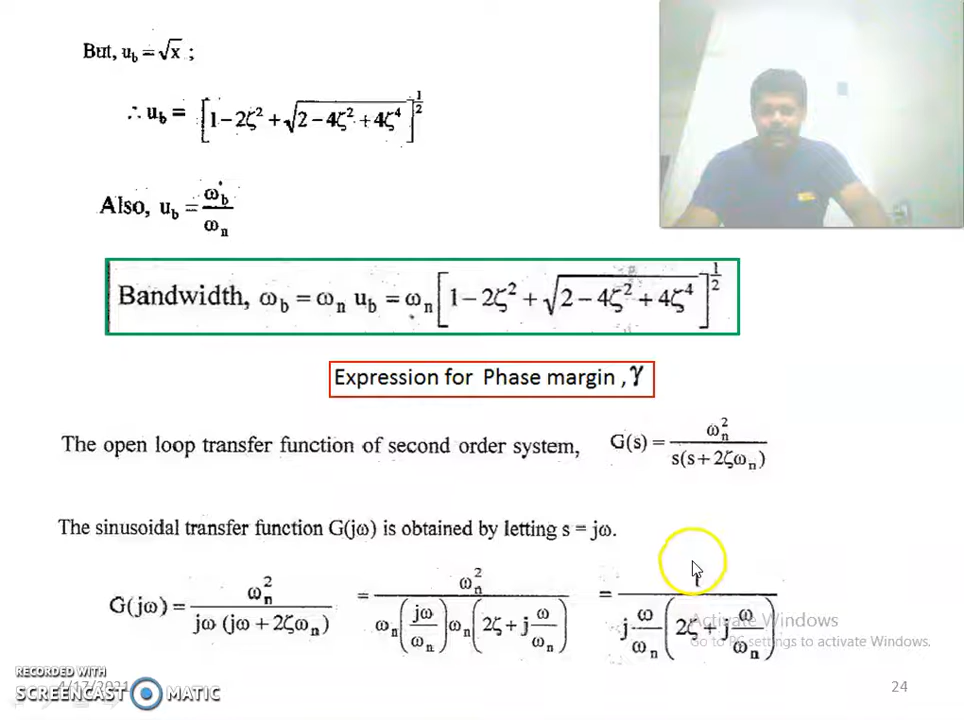 But, u_b = √x ;
∴ u_b = [1 − 2ζ² + √(2 − 4ζ² + 4ζ⁴)]^(1/2)
Also, u_b = ω_b / ω_n
Bandwidth, ω_b = ω_n u_b = ω_n [1 − 2ζ² + √(2 − 4ζ² + 4ζ⁴)]^(1/2)
Expression for Phase margin , γ
The open loop transfer function of second order system, G(s) = ω_n² / s(s + 2ζω_n)
The sinusoidal transfer function G(jω) is obtained by letting s = jω.
G(jω) = ω_n² / jω (jω + 2ζω_n) = ω_n² / ω_n (jω/ω_n) ω_n (2ζ + j ω/ω_n) = 1 / j ω/ω_n (2ζ + j ω/ω_n)
Activate Windows
Go to PC settings to activate Windows.
RECORDED WITH
SCREENCAST MATIC
4/17/2021
24